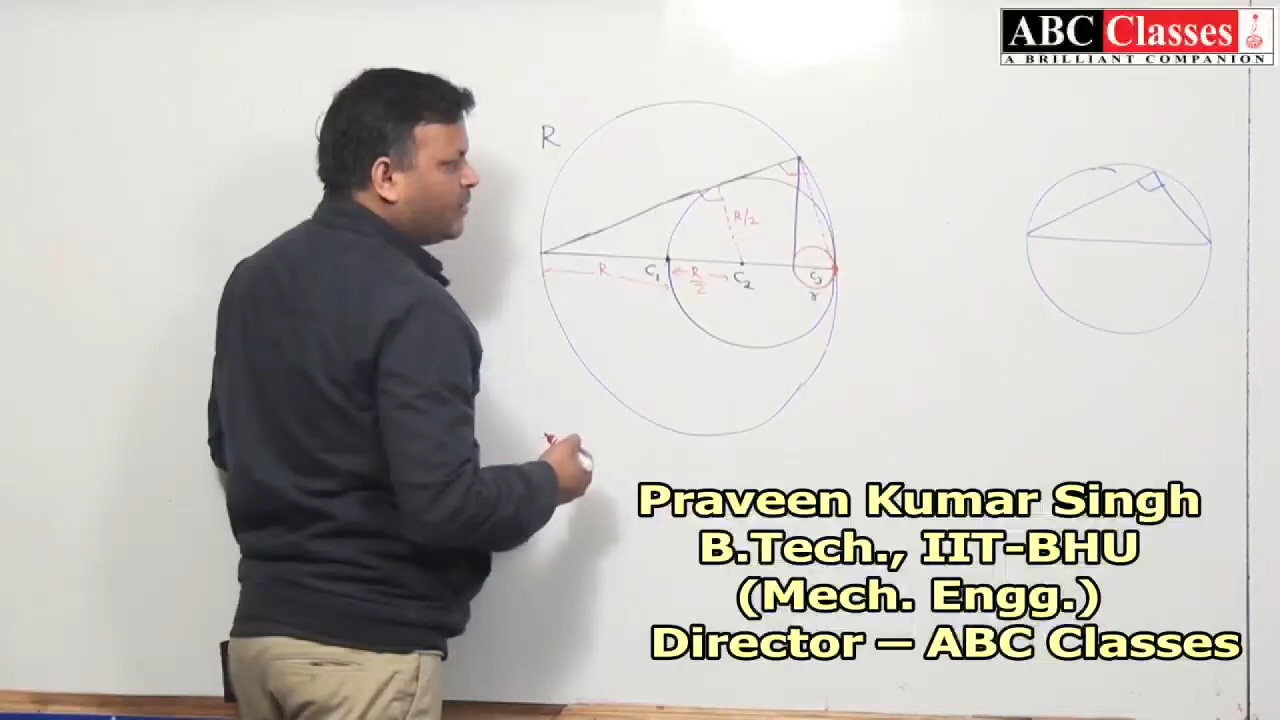 ABC Classes
A BRILLIANT COMPANION
R
R/2
R
C₁
R/2
C₂
C₃
r
Praveen Kumar Singh
B.Tech., IIT-BHU
(Mech. Engg.)
Director – ABC Classes